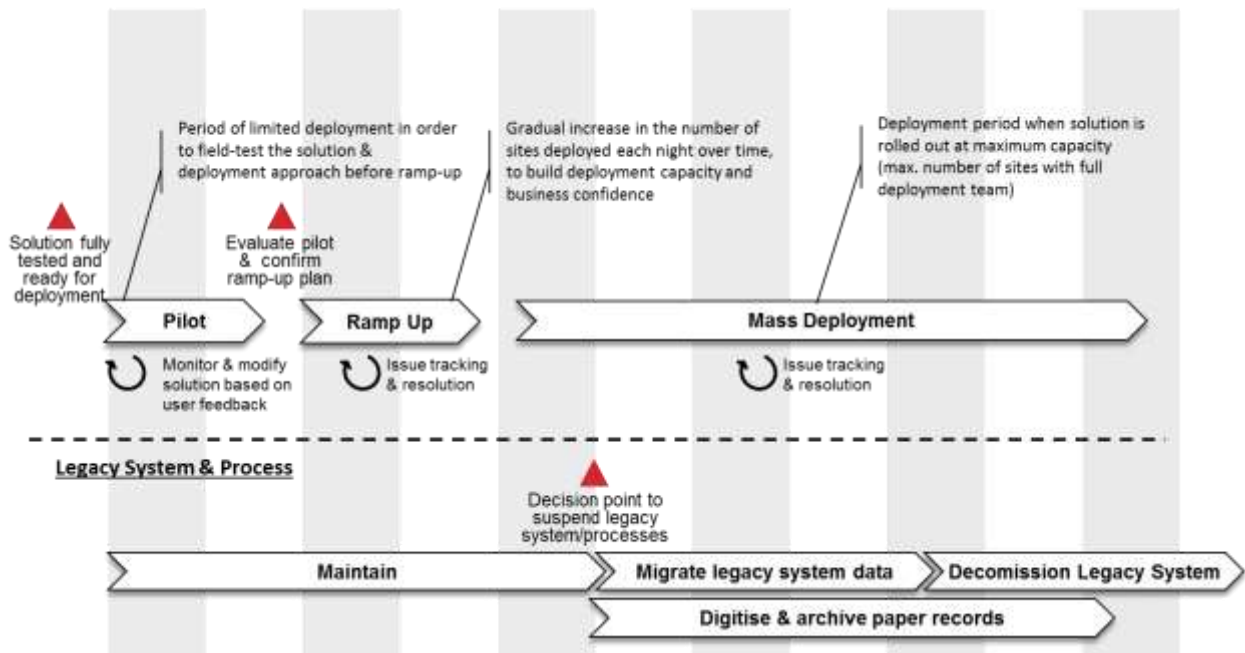 Period of limited deployment in order
to field-test the solution &
deployment approach before ramp-up
Gradual increase in the number of
sites deployed each night over time,
to build deployment capacity and
business confidence
Deployment period when solution is
rolled out at maximum capacity
(max. number of sites with full
deployment team)
Solution fully
tested and
ready for
deployment
Evaluate pilot
& confirm
ramp-up plan
Pilot
Ramp Up
Mass Deployment
Monitor & modify
solution based on
user feedback
Issue tracking
& resolution
Issue tracking
& resolution
Legacy System & Process
Decision point to
suspend legacy
system/processes
Maintain
Migrate legacy system data
Decomission Legacy System
Digitise & archive paper records